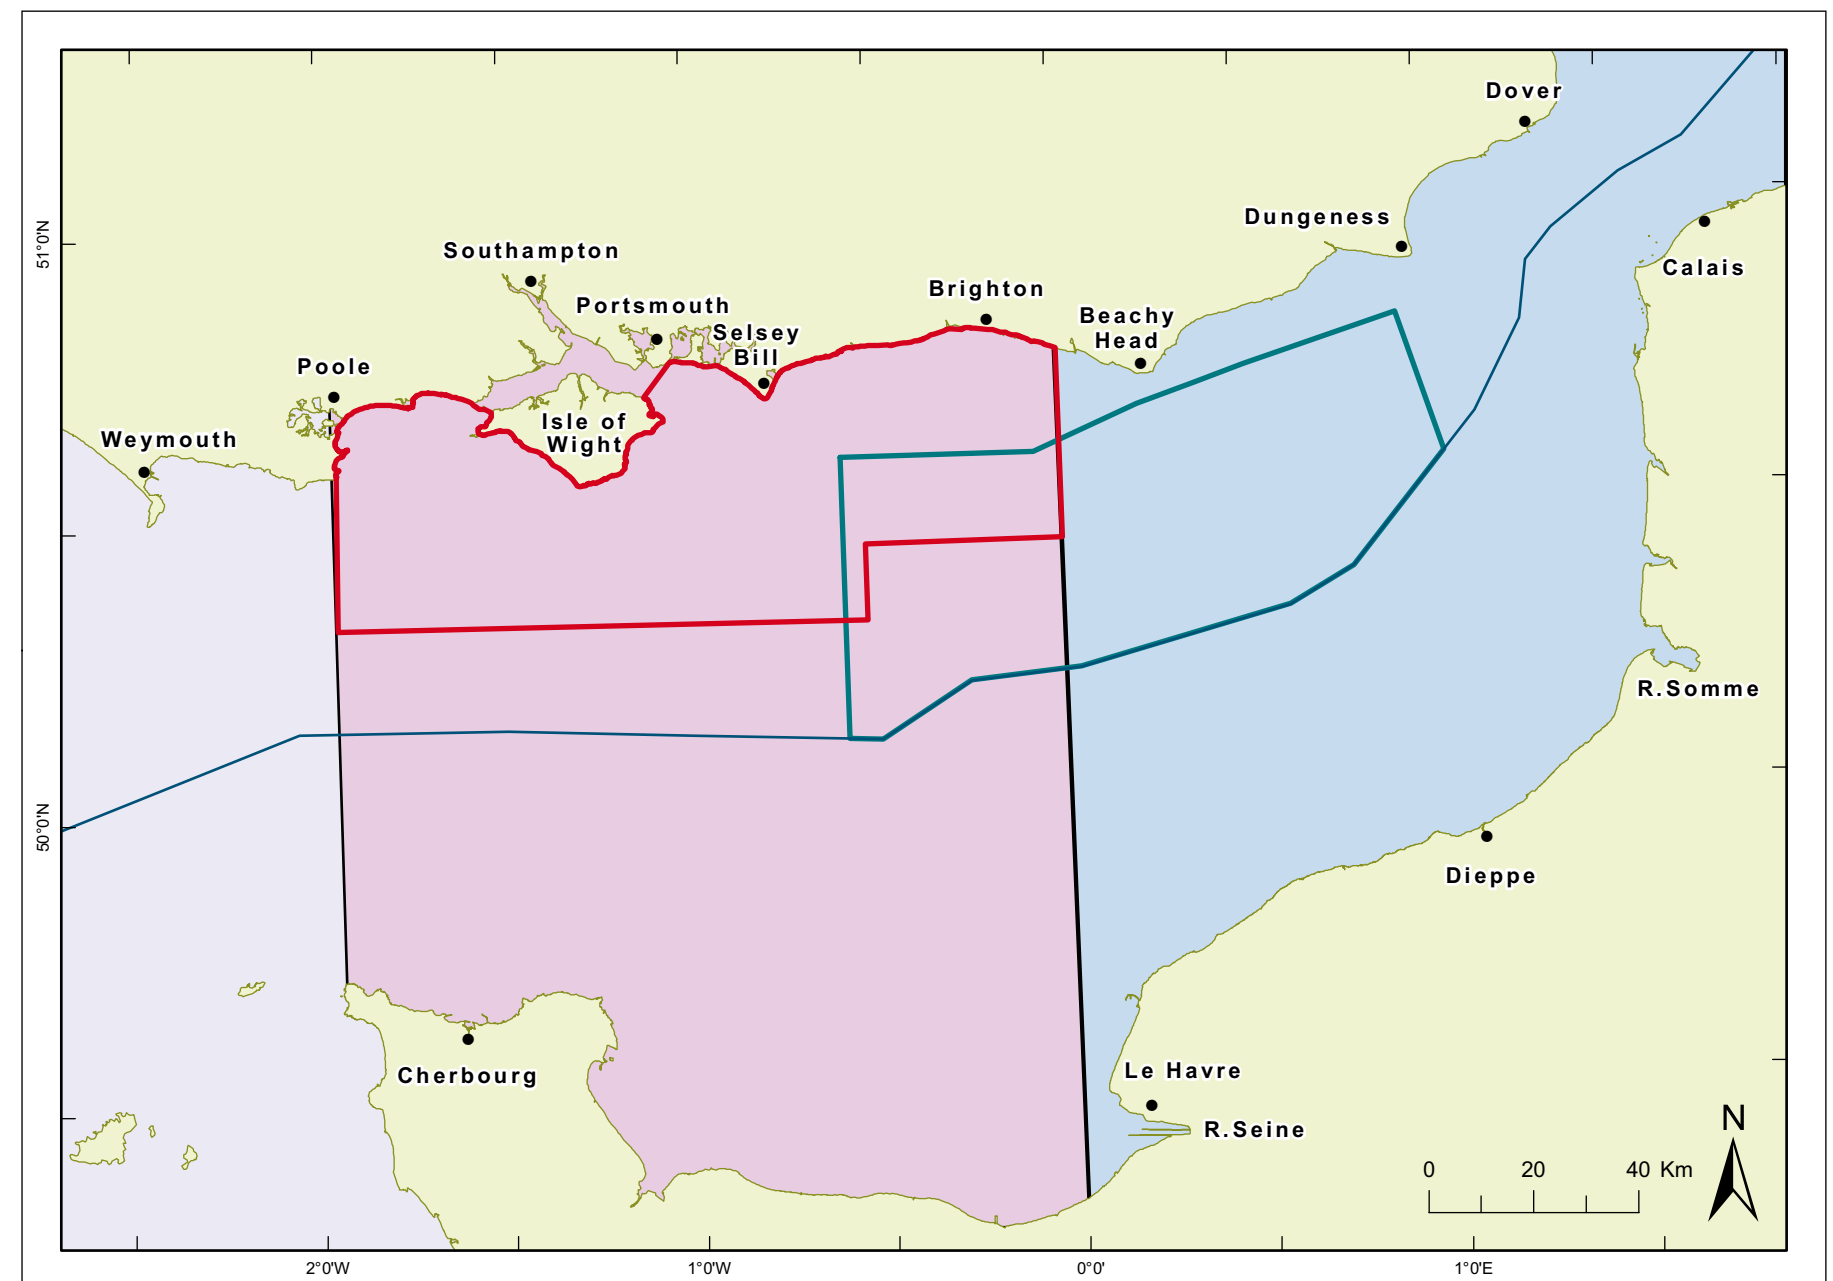 Dover
Dungeness
51°0'N
Southampton
Calais
Brighton
Portsmouth
Beachy
Head
Selsey
Bill
Poole
Isle of
Wight
Weymouth
R.Somme
50°0'N
Dieppe
Cherbourg
Le Havre
R.Seine
N
0 20 40 Km
2°0'W 1°0'W 0°0' 1°0'E